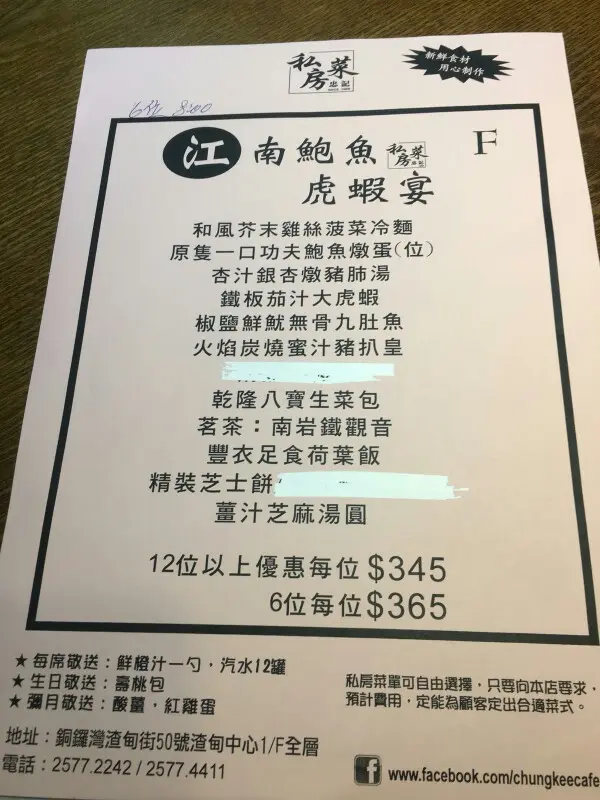 私房菜
忠記
新鮮食材
用心制作
6位 8:00
江南鮑魚 私房菜 忠記
虎蝦宴
F
和風芥末雞絲菠菜冷麵
原隻一口功夫鮑魚燉蛋(位)
杏汁銀杏燉豬肺湯
鐵板茄汁大虎蝦
椒鹽鮮魷無骨九肚魚
火焰炭燒蜜汁豬扒皇
乾隆八寶生菜包
茗茶：南岩鐵觀音
豐衣足食荷葉飯
精裝芝士餅
薑汁芝麻湯圓
12位以上優惠每位$345
6位每位$365
★每席敬送：鮮橙汁一勺，汽水12罐
★生日敬送：壽桃包
★彌月敬送：酸薑，紅雞蛋
私房菜單可自由選擇，只要向本店要求，
預計費用，定能為顧客定出合適菜式。
地址：銅鑼灣渣甸街50號渣甸中心1/F全層
電話：2577.2242 / 2577.4411
f www.facebook.com/chungkeecafe